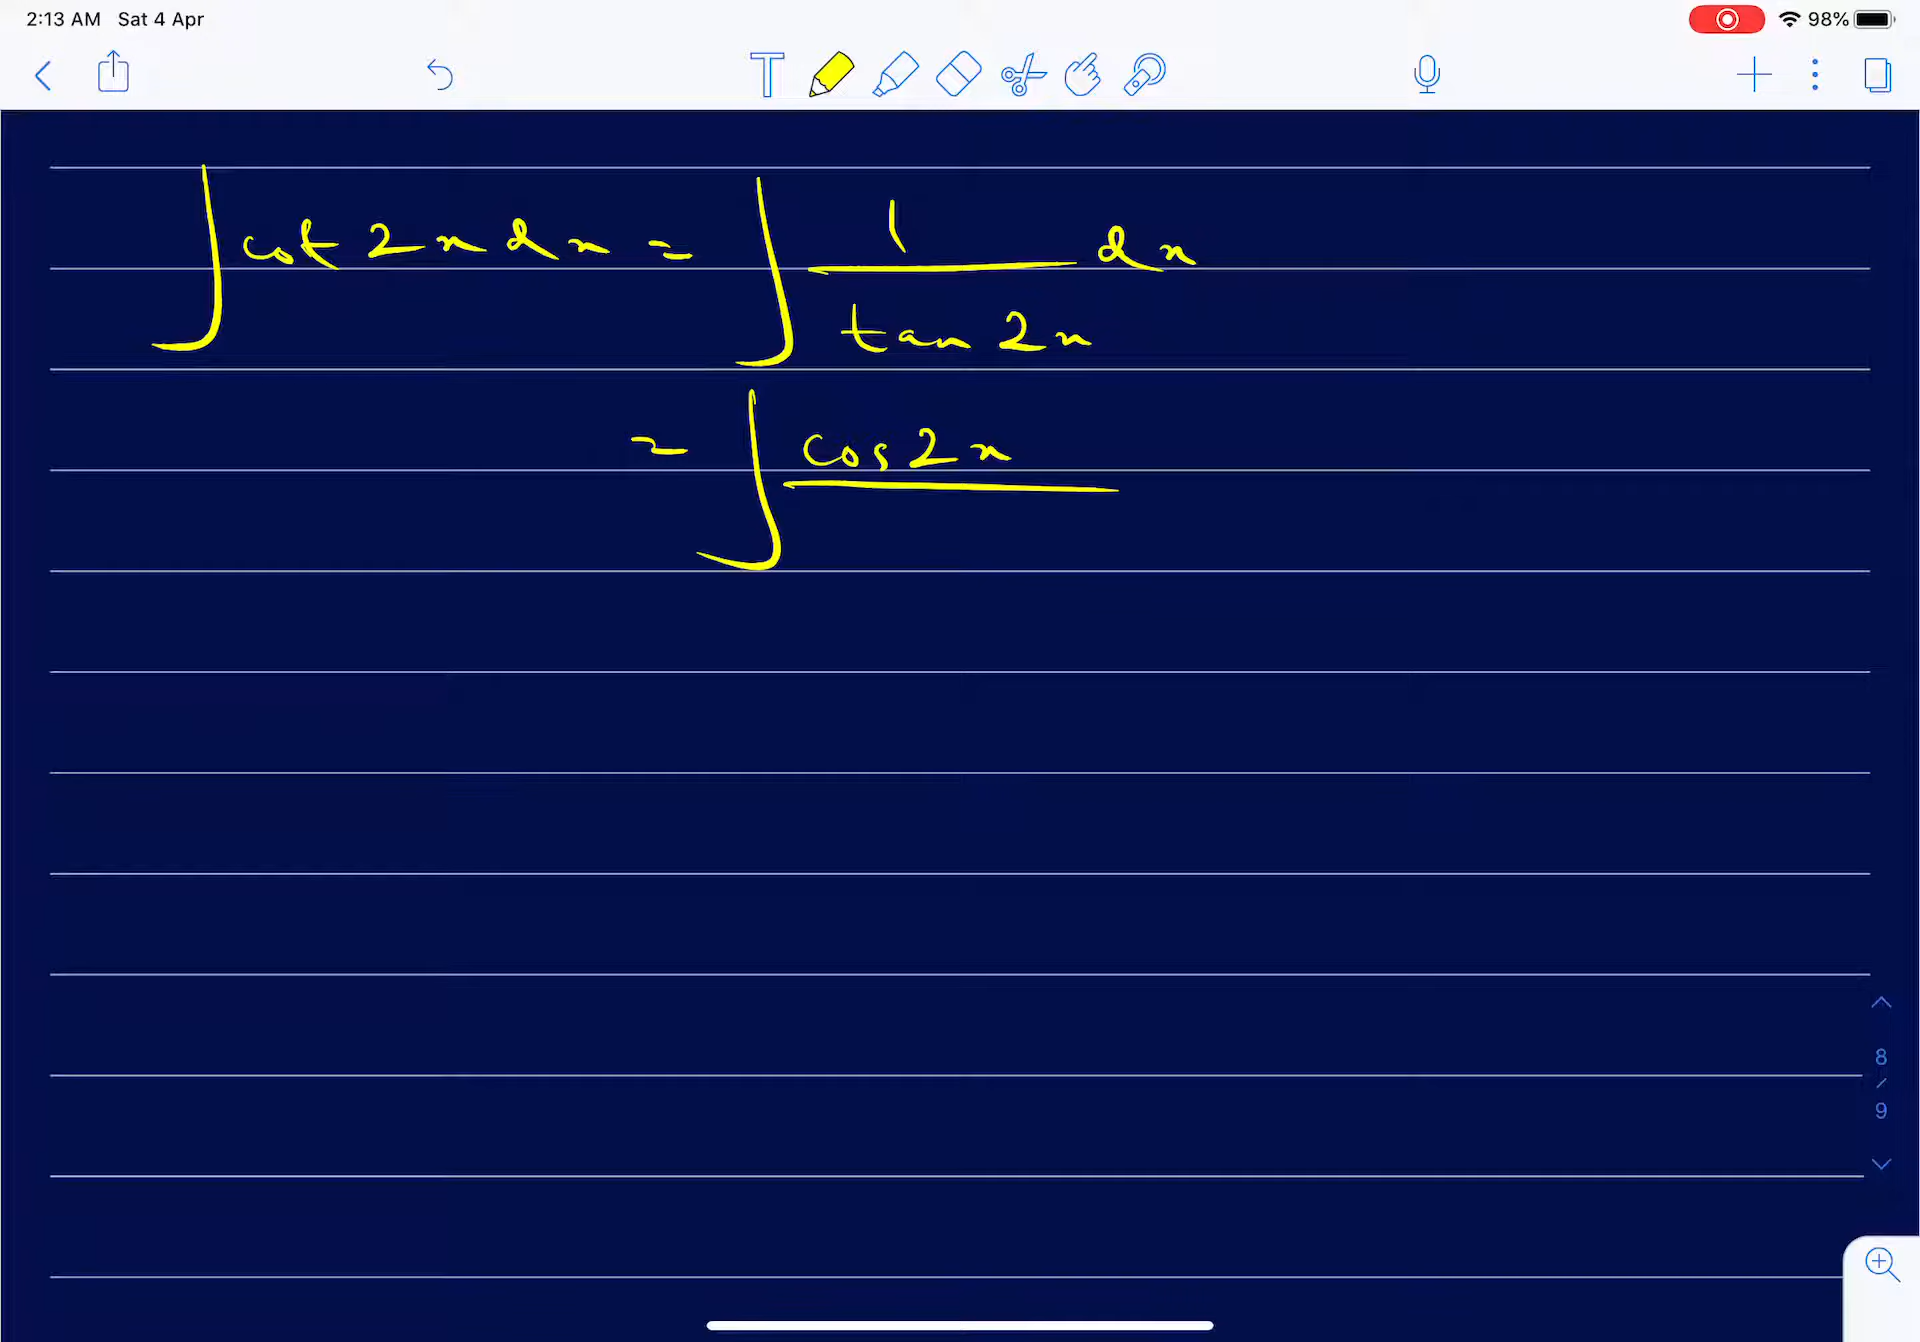 2:13 AM Sat 4 Apr 98%
T
∫ cot 2x dx = ∫ 1/tan 2x dx
= ∫ cos 2x
8
/
9